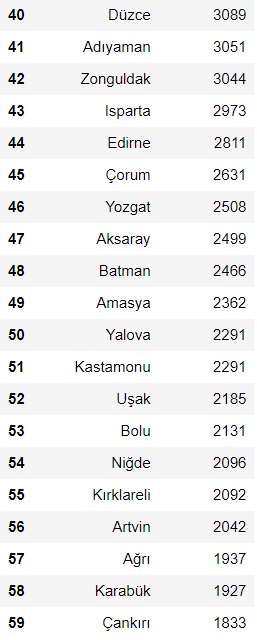 40 Düzce 3089
41 Adıyaman 3051
42 Zonguldak 3044
43 Isparta 2973
44 Edirne 2811
45 Çorum 2631
46 Yozgat 2508
47 Aksaray 2499
48 Batman 2466
49 Amasya 2362
50 Yalova 2291
51 Kastamonu 2291
52 Uşak 2185
53 Bolu 2131
54 Niğde 2096
55 Kırklareli 2092
56 Artvin 2042
57 Ağrı 1937
58 Karabük 1927
59 Çankırı 1833